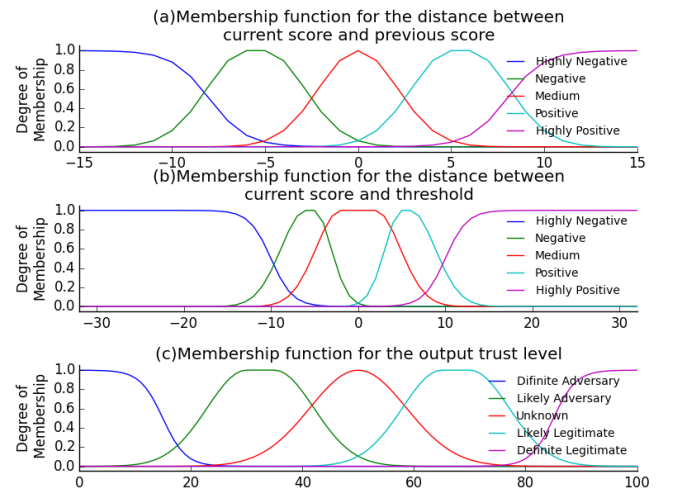 (a)Membership function for the distance between
current score and previous score
Degree of
Membership
1.0
0.8
0.6
0.4
0.2
0.0
Highly Negative
Negative
Medium
Positive
Highly Positive
−15 −10 −5 0 5 10 15
(b)Membership function for the distance between
current score and threshold
Degree of
Membership
1.0
0.8
0.6
0.4
0.2
0.0
Highly Negative
Negative
Medium
Positive
Highly Positive
−30 −20 −10 0 10 20 30
(c)Membership function for the output trust level
Degree of
Membership
1.0
0.8
0.6
0.4
0.2
0.0
Difinite Adversary
Likely Adversary
Unknown
Likely Legitimate
Definite Legitimate
0 20 40 60 80 100